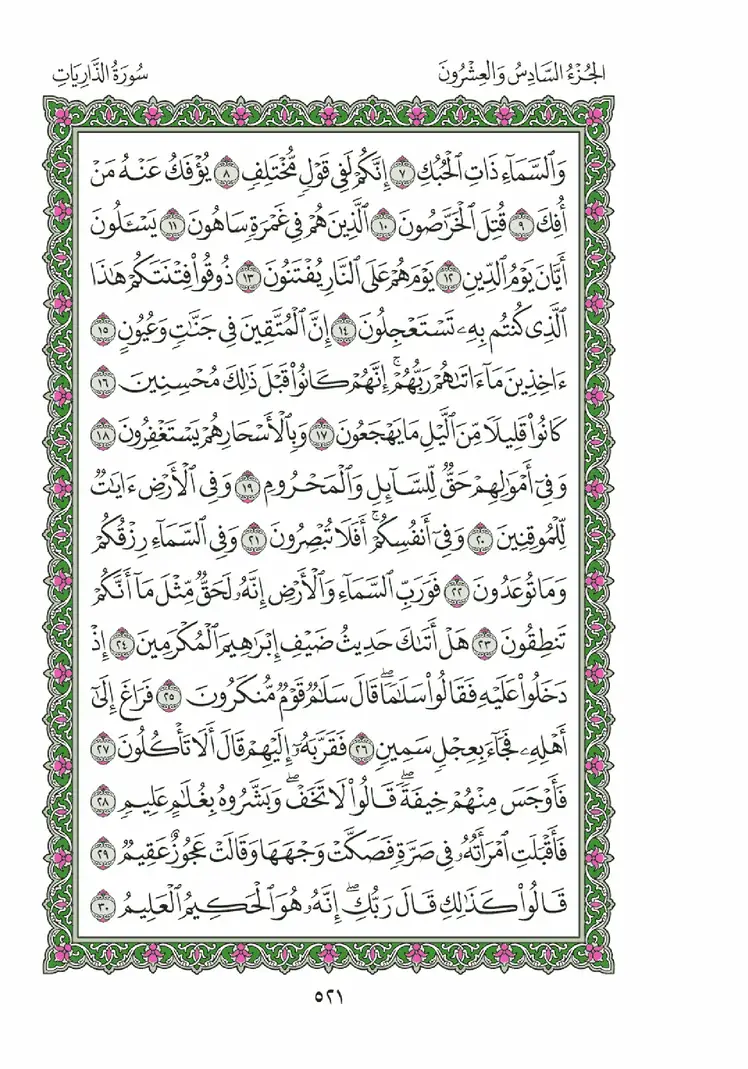 الجُزْءُ السَّادِسُ وَالعِشْرُونَ
سُورَةُ الذَّارِيَاتِ
وَٱلسَّمَآءِ ذَاتِ ٱلْحُبُكِ ٧ إِنَّكُمْ لَفِى قَوْلٍ مُّخْتَلِفٍ ٨ يُؤْفَكُ عَنْهُ مَنْ
أُفِكَ ٩ قُتِلَ ٱلْخَرَّٰصُونَ ١٠ ٱلَّذِينَ هُمْ فِى غَمْرَةٍ سَاهُونَ ١١ يَسْـَٔلُونَ
أَيَّانَ يَوْمُ ٱلدِّينِ ١٢ يَوْمَ هُمْ عَلَى ٱلنَّارِ يُفْتَنُونَ ١٣ ذُوقُوا۟ فِتْنَتَكُمْ هَٰذَا
ٱلَّذِى كُنتُم بِهِۦ تَسْتَعْجِلُونَ ١٤ إِنَّ ٱلْمُتَّقِينَ فِى جَنَّٰتٍ وَعُيُونٍ ١٥
ءَاخِذِينَ مَآ ءَاتَىٰهُمْ رَبُّهُمْ ۚ إِنَّهُمْ كَانُوا۟ قَبْلَ ذَٰلِكَ مُحْسِنِينَ ١٦
كَانُوا۟ قَلِيلًا مِّنَ ٱلَّيْلِ مَا يَهْجَعُونَ ١٧ وَبِٱلْأَسْحَارِ هُمْ يَسْتَغْفِرُونَ ١٨
وَفِىٓ أَمْوَٰلِهِمْ حَقٌّ لِّلسَّآئِلِ وَٱلْمَحْرُومِ ١٩ وَفِى ٱلْأَرْضِ ءَايَٰتٌ
لِّلْمُوقِنِينَ ٢٠ وَفِىٓ أَنفُسِكُمْ ۚ أَفَلَا تُبْصِرُونَ ٢١ وَفِى ٱلسَّمَآءِ رِزْقُكُمْ
وَمَا تُوعَدُونَ ٢٢ فَوَرَبِّ ٱلسَّمَآءِ وَٱلْأَرْضِ إِنَّهُۥ لَحَقٌّ مِّثْلَ مَآ أَنَّكُمْ
تَنطِقُونَ ٢٣ هَلْ أَتَىٰكَ حَدِيثُ ضَيْفِ إِبْرَٰهِيمَ ٱلْمُكْرَمِينَ ٢٤ إِذْ
دَخَلُوا۟ عَلَيْهِ فَقَالُوا۟ سَلَٰمًا ۖ قَالَ سَلَٰمٌ قَوْمٌ مُّنكَرُونَ ٢٥ فَرَاغَ إِلَىٰٓ
أَهْلِهِۦ فَجَآءَ بِعِجْلٍ سَمِينٍ ٢٦ فَقَرَّبَهُۥٓ إِلَيْهِمْ قَالَ أَلَا تَأْكُلُونَ ٢٧
فَأَوْجَسَ مِنْهُمْ خِيفَةً ۖ قَالُوا۟ لَا تَخَفْ ۖ وَبَشَّرُوهُ بِغُلَٰمٍ عَلِيمٍ ٢٨
فَأَقْبَلَتِ ٱمْرَأَتُهُۥ فِى صَرَّةٍ فَصَكَّتْ وَجْهَهَا وَقَالَتْ عَجُوزٌ عَقِيمٌ ٢٩
قَالُوا۟ كَذَٰلِكِ قَالَ رَبُّكِ ۖ إِنَّهُۥ هُوَ ٱلْحَكِيمُ ٱلْعَلِيمُ ٣٠
٥٢١